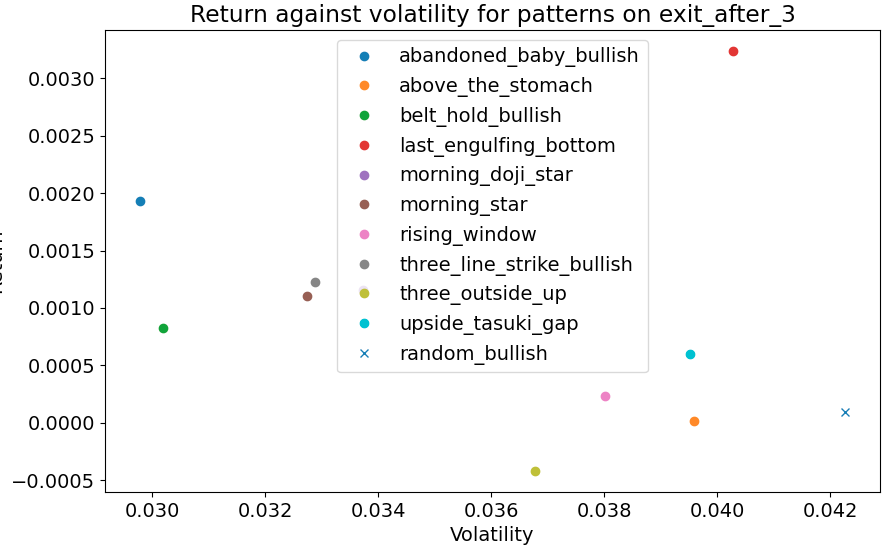 Return against volatility for patterns on exit_after_3
0.0030
0.0025
0.0020
0.0015
0.0010
0.0005
0.0000
−0.0005
abandoned_baby_bullish
above_the_stomach
belt_hold_bullish
last_engulfing_bottom
morning_doji_star
morning_star
rising_window
three_line_strike_bullish
three_outside_up
upside_tasuki_gap
random_bullish
0.030 0.032 0.034 0.036 0.038 0.040 0.042
Volatility